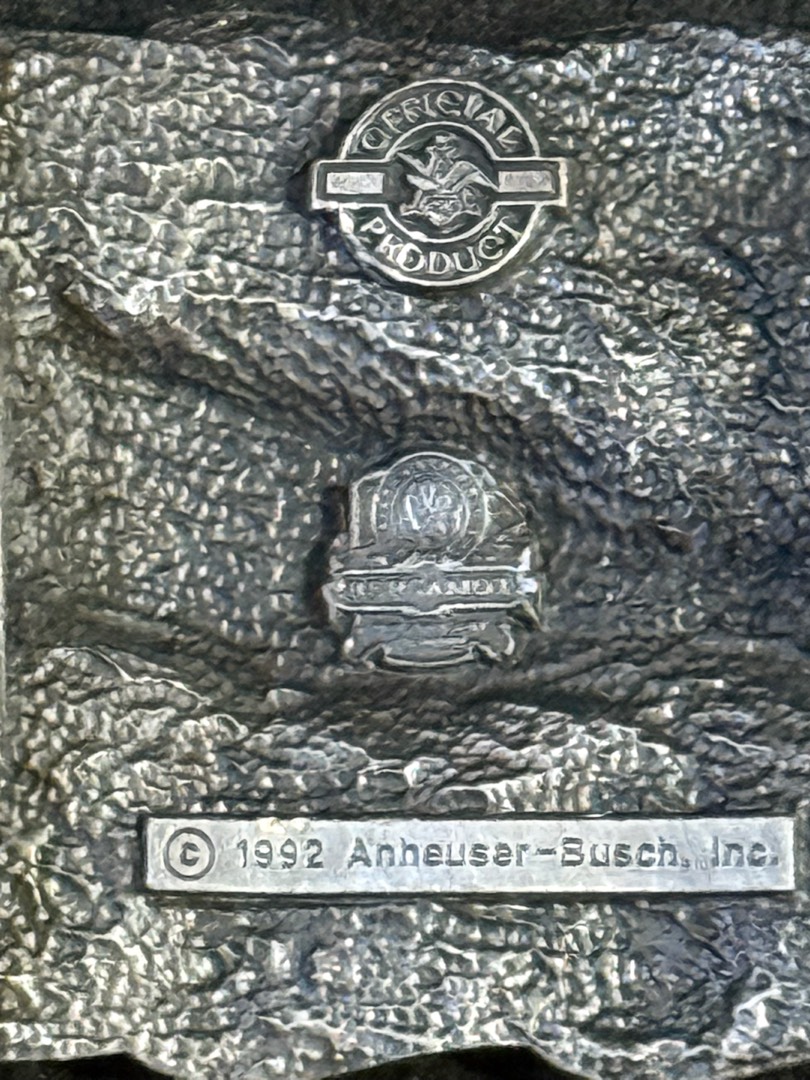 OFFICIAL
PRODUCT
© 1992 Anheuser-Busch, Inc.